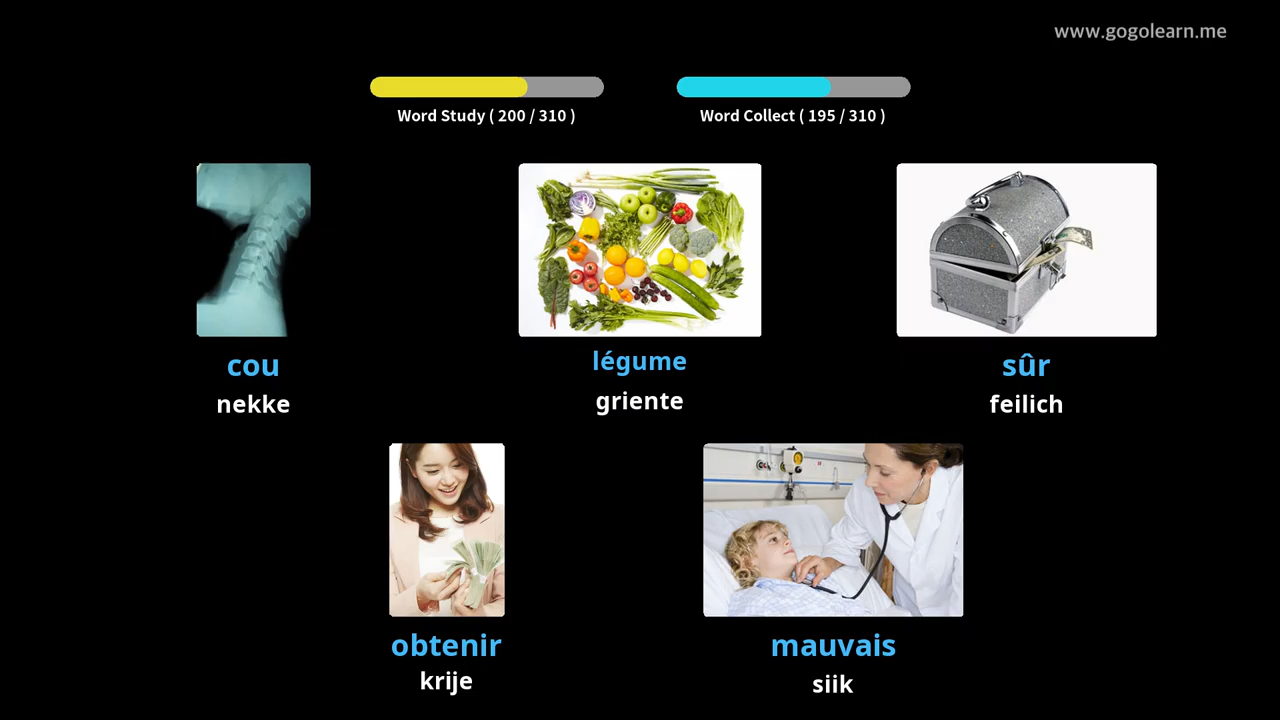 www.gogolearn.me
Word Study ( 200 / 310 )
Word Collect ( 195 / 310 )
cou
nekke
légume
griente
sûr
feilich
obtenir
krije
mauvais
siik